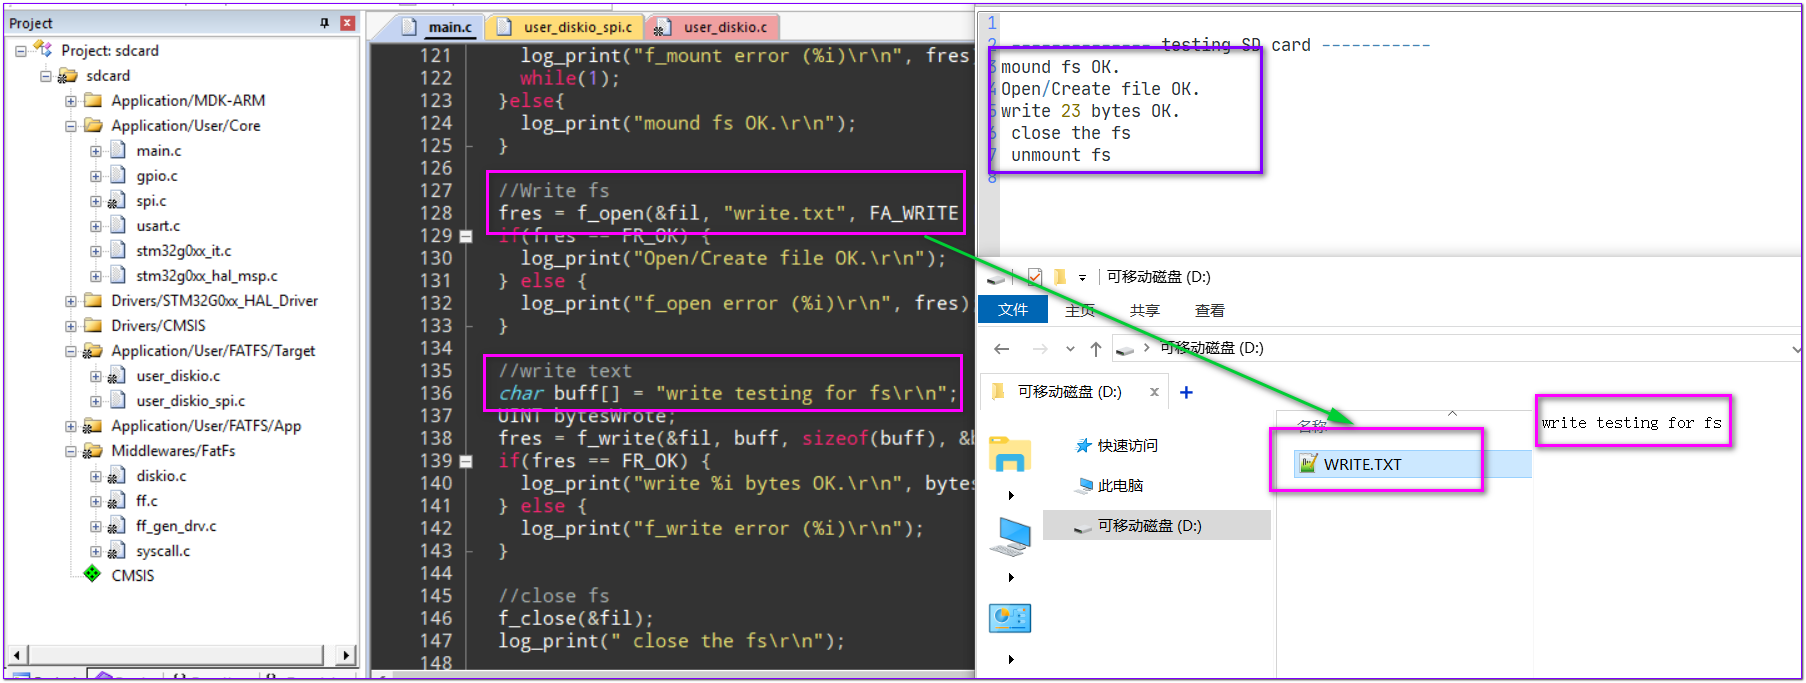 Project
Project: sdcard
sdcard
Application/MDK-ARM
Application/User/Core
main.c
gpio.c
spi.c
usart.c
stm32g0xx_it.c
stm32g0xx_hal_msp.c
Drivers/STM32G0xx_HAL_Driver
Drivers/CMSIS
Application/User/FATFS/Target
user_diskio.c
user_diskio_spi.c
Application/User/FATFS/App
Middlewares/FatFs
diskio.c
ff.c
ff_gen_drv.c
syscall.c
CMSIS
main.c
user_diskio_spi.c
user_diskio.c
121 log_print("f_mount error (%i)\r\n", fres)
122 while(1);
123 }else{
124 log_print("mound fs OK.\r\n");
125 }
126
127 //Write fs
128 fres = f_open(&fil, "write.txt", FA_WRITE
129 if(fres == FR_OK) {
130 log_print("Open/Create file OK.\r\n");
131 } else {
132 log_print("f_open error (%i)\r\n", fres)
133 }
134
135 //write text
136 char buff[] = "write testing for fs\r\n";
137 UINT bytesWrote;
138 fres = f_write(&fil, buff, sizeof(buff), &b
139 if(fres == FR_OK) {
140 log_print("write %i bytes OK.\r\n", bytes
141 } else {
142 log_print("f_write error (%i)\r\n");
143 }
144
145 //close fs
146 f_close(&fil);
147 log_print(" close the fs\r\n");
148
1
2 -------------- testing SD card -----------
3 mound fs OK.
4 Open/Create file OK.
5 write 23 bytes OK.
6 close the fs
7 unmount fs
8
可移动磁盘 (D:)
文件 主页 共享 查看
可移动磁盘 (D:)
可移动磁盘 (D:) x +
快速访问
此电脑
可移动磁盘 (D:)
名称
WRITE.TXT
write testing for fs